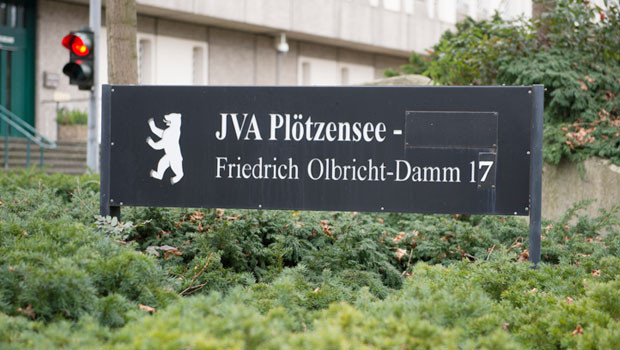 JVA Plötzensee -
Friedrich Olbricht-Damm 17